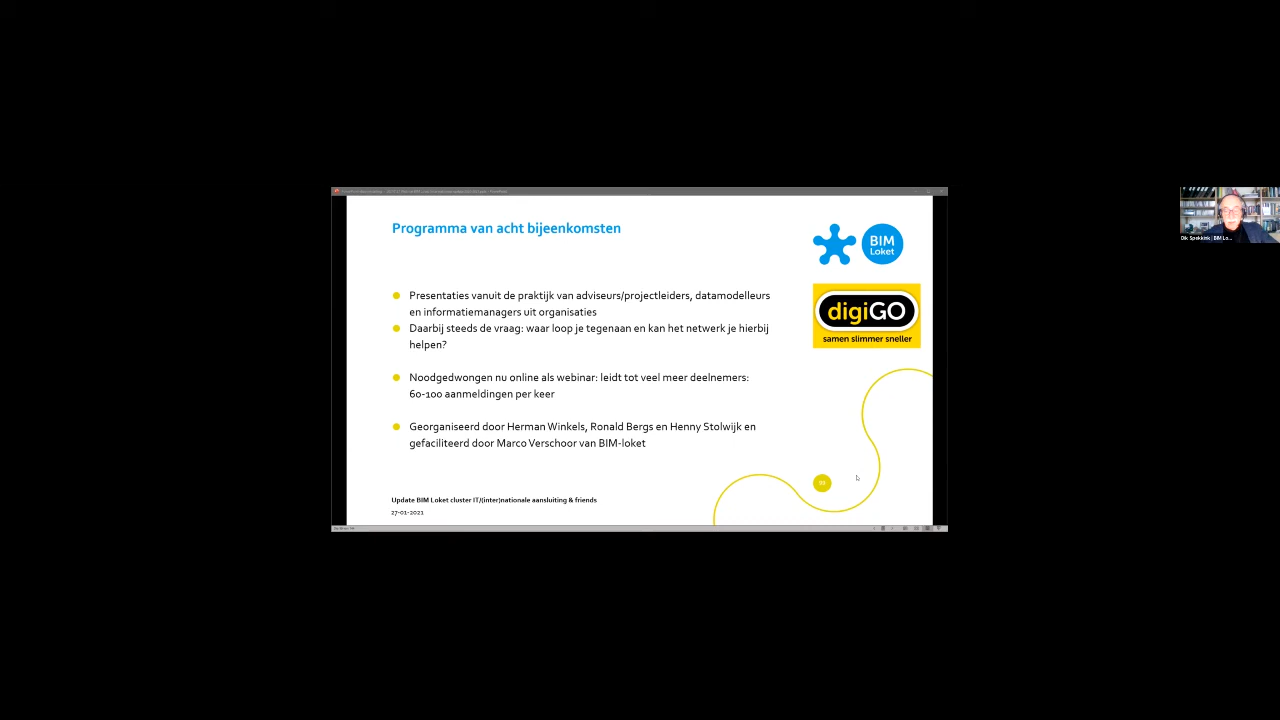 Programma van acht bijeenkomsten
BIM
Loket
Presentaties vanuit de praktijk van adviseurs/projectleiders, datamodelleurs
en informatiemanagers uit organisaties
digiGO
samen slimmer sneller
Daarbij steeds de vraag: waar loop je tegenaan en kan het netwerk je hierbij
helpen?
Noodgedwongen nu online als webinar: leidt tot veel meer deelnemers:
60-100 aanmeldingen per keer
Georganiseerd door Herman Winkels, Ronald Bergs en Henny Stolwijk en
gefaciliteerd door Marco Verschoor van BIM-loket
Update BIM Loket cluster IT/(inter)nationale aansluiting & friends
27-01-2021
Dik Spekkink | BIM Lo...